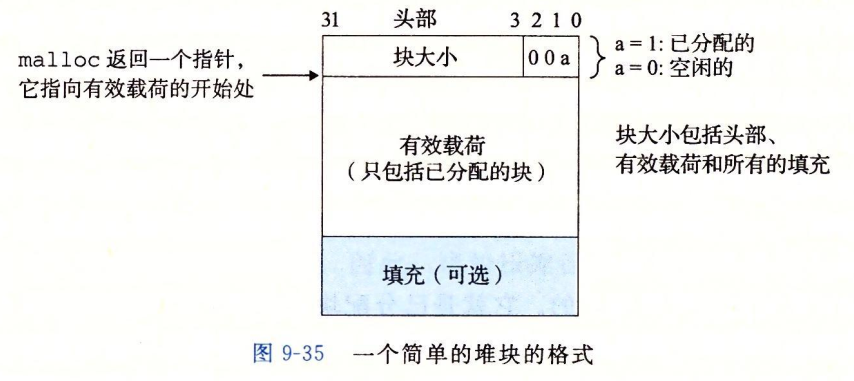 31 头部 3 2 1 0
malloc 返回一个指针，
它指向有效载荷的开始处
块大小 0 0 a
a = 1: 已分配的
a = 0: 空闲的
有效载荷
（只包括已分配的块）
块大小包括头部、
有效载荷和所有的填充
填充（可选）
图 9-35 一个简单的堆块的格式